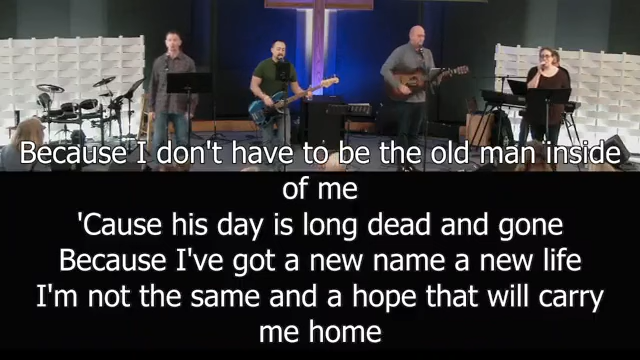 Because I don't have to be the old man inside
of me
'Cause his day is long dead and gone
Because I've got a new name a new life
I'm not the same and a hope that will carry
me home